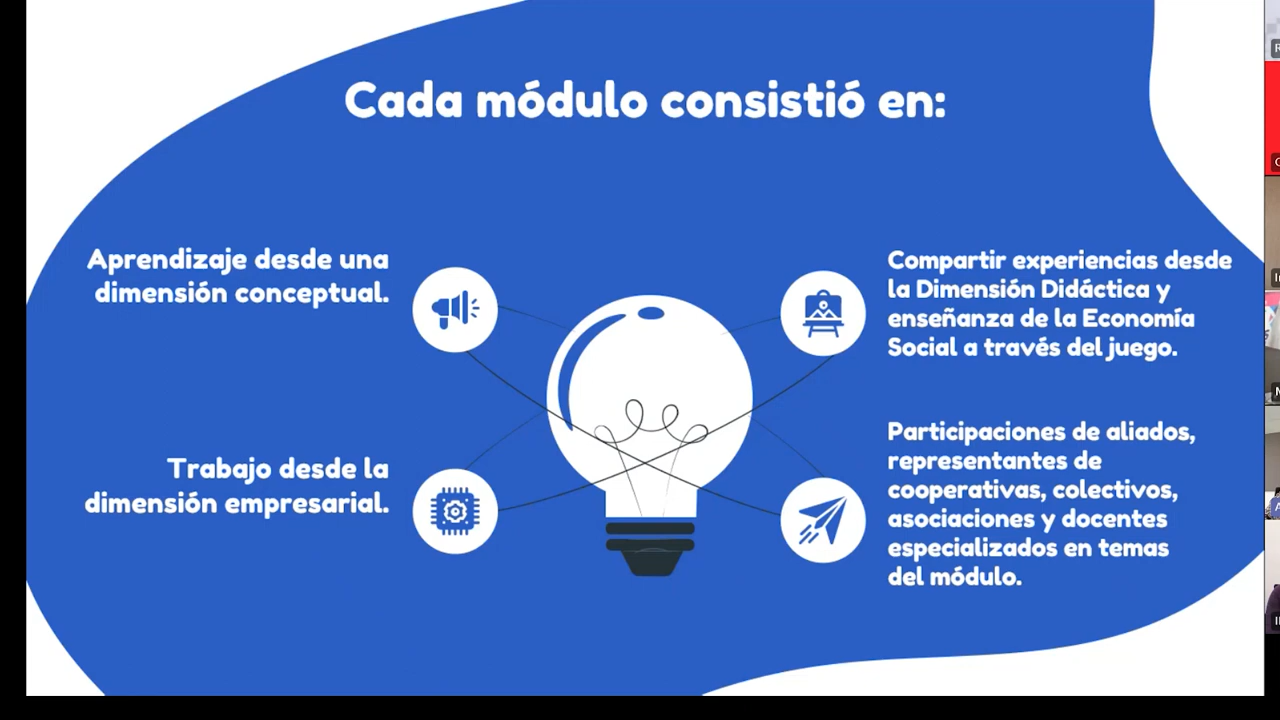 Cada módulo consistió en:
Aprendizaje desde una
dimensión conceptual.
Trabajo desde la
dimensión empresarial.
Compartir experiencias desde
la Dimensión Didáctica y
enseñanza de la Economía
Social a través del juego.
Participaciones de aliados,
representantes de
cooperativas, colectivos,
asociaciones y docentes
especializados en temas
del módulo.